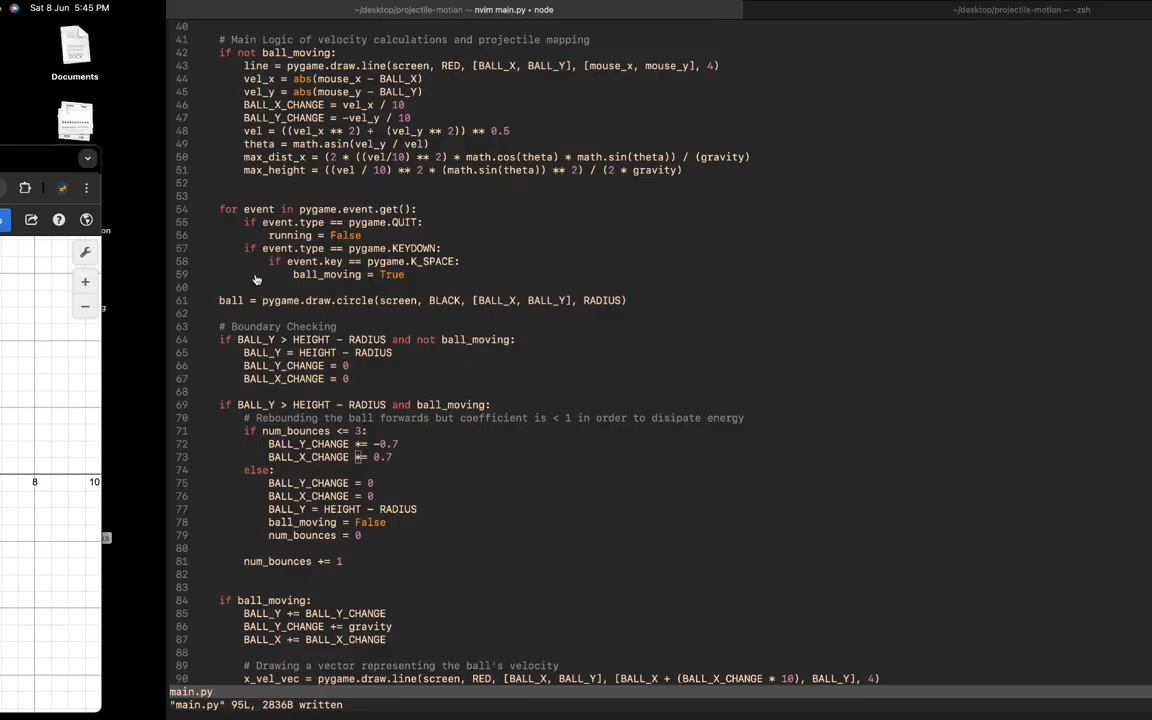 Sat 8 Jun 5:45 PM
~/desktop/projectile-motion — nvim main.py • node
~/desktop/projectile-motion — -zsh
DOCX
Documents
8
10
40
41 # Main Logic of velocity calculations and projectile mapping
42 if not ball_moving:
43 line = pygame.draw.line(screen, RED, [BALL_X, BALL_Y], [mouse_x, mouse_y], 4)
44 vel_x = abs(mouse_x - BALL_X)
45 vel_y = abs(mouse_y - BALL_Y)
46 BALL_X_CHANGE = vel_x / 10
47 BALL_Y_CHANGE = -vel_y / 10
48 vel = ((vel_x ** 2) +  (vel_y ** 2)) ** 0.5
49 theta = math.asin(vel_y / vel)
50 max_dist_x = (2 * ((vel/10) ** 2) * math.cos(theta) * math.sin(theta)) / (gravity)
51 max_height = ((vel / 10) ** 2 * (math.sin(theta)) ** 2) / (2 * gravity)
52
53
54 for event in pygame.event.get():
55 if event.type == pygame.QUIT:
56 running = False
57 if event.type == pygame.KEYDOWN:
58 if event.key == pygame.K_SPACE:
59 ball_moving = True
60
61 ball = pygame.draw.circle(screen, BLACK, [BALL_X, BALL_Y], RADIUS)
62
63 # Boundary Checking
64 if BALL_Y > HEIGHT - RADIUS and not ball_moving:
65 BALL_Y = HEIGHT - RADIUS
66 BALL_Y_CHANGE = 0
67 BALL_X_CHANGE = 0
68
69 if BALL_Y > HEIGHT - RADIUS and ball_moving:
70 # Rebounding the ball forwards but coefficient is < 1 in order to disipate energy
71 if num_bounces <= 3:
72 BALL_Y_CHANGE *= -0.7
73 BALL_X_CHANGE *= 0.7
74 else:
75 BALL_Y_CHANGE = 0
76 BALL_X_CHANGE = 0
77 BALL_Y = HEIGHT - RADIUS
78 ball_moving = False
79 num_bounces = 0
80
81 num_bounces += 1
82
83
84 if ball_moving:
85 BALL_Y += BALL_Y_CHANGE
86 BALL_Y_CHANGE += gravity
87 BALL_X += BALL_X_CHANGE
88
89 # Drawing a vector representing the ball's velocity
90 x_vel_vec = pygame.draw.line(screen, RED, [BALL_X, BALL_Y], [BALL_X + (BALL_X_CHANGE * 10), BALL_Y], 4)
main.py
"main.py" 95L, 2836B written